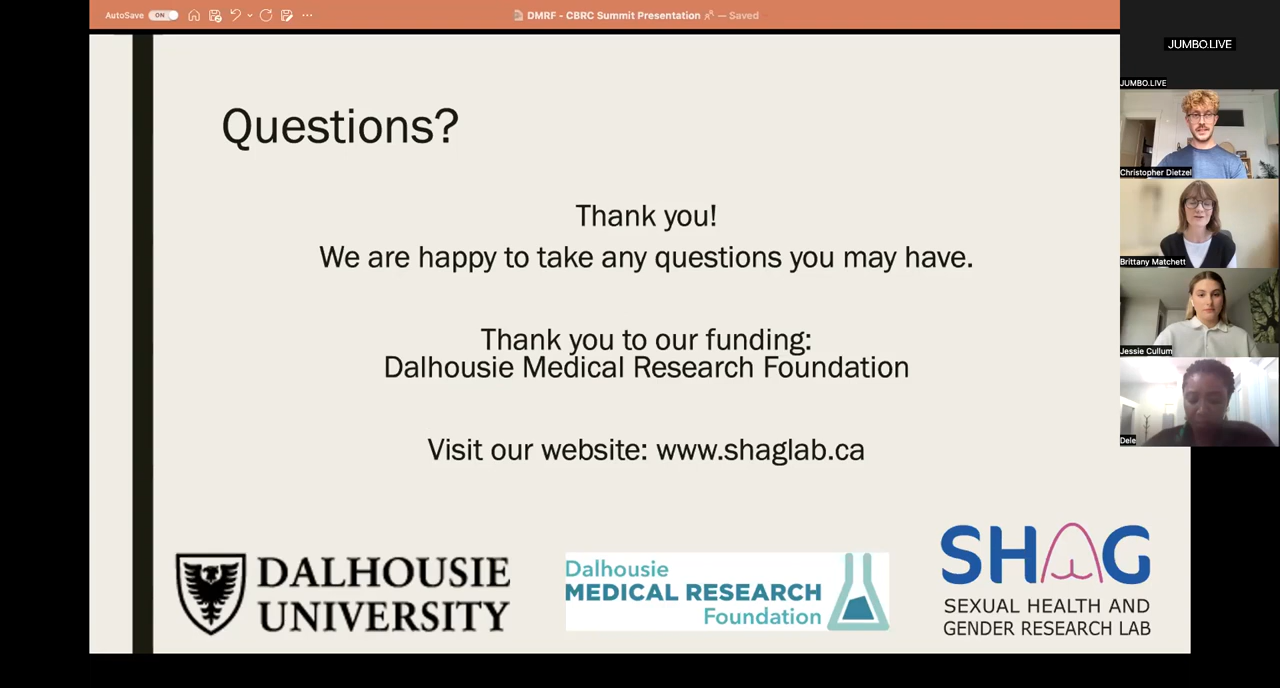 AutoSave ON
DMRF - CBRC Summit Presentation — Saved
JUMBO.LIVE
JUMBO.LIVE
Christopher Dietzel
Brittany Matchett
Jessie Cullum
Dele
Questions?
Thank you!
We are happy to take any questions you may have.
Thank you to our funding:
Dalhousie Medical Research Foundation
Visit our website: www.shaglab.ca
DALHOUSIE
UNIVERSITY
Dalhousie
MEDICAL RESEARCH
Foundation
SHAG
SEXUAL HEALTH AND
GENDER RESEARCH LAB